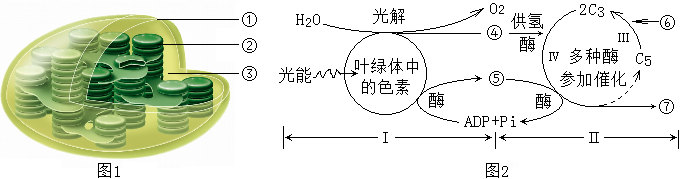 ①
②
③
图1
H₂O
光解
O₂
④
供氢
酶
2C₃
⑥
III
IV
多种酶
参加催化
C₅
光能
叶绿体中
的色素
酶
⑤
酶
ADP+Pi
⑦
I
II
图2